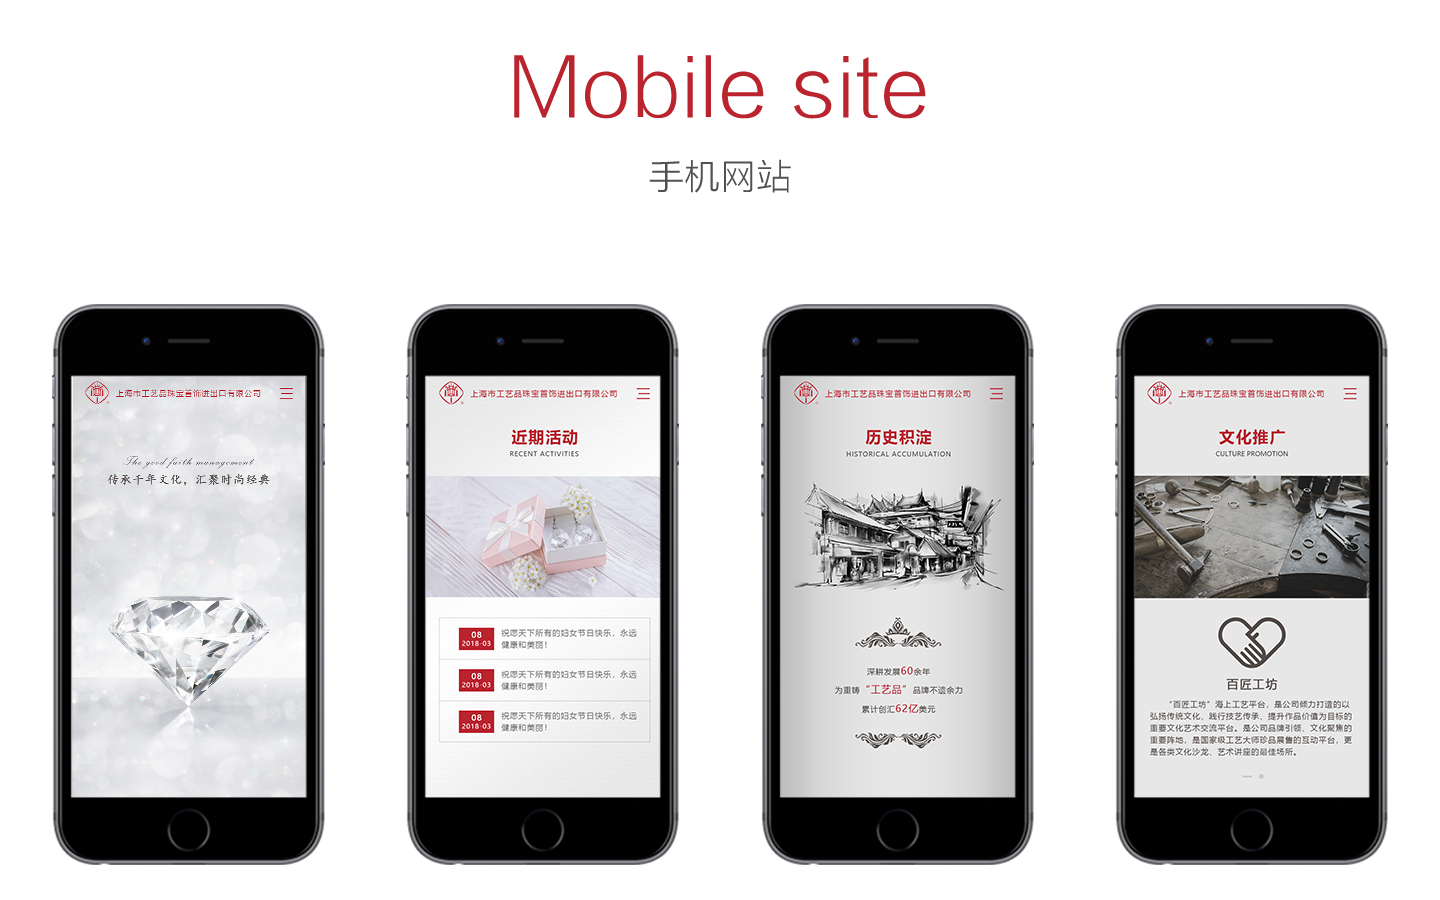 Mobile site
手机网站
上海市工艺品珠宝首饰进出口有限公司
The good faith management
传承千年文化，汇聚时尚经典
上海市工艺品珠宝首饰进出口有限公司
近期活动
RECENT ACTIVITIES
08
2018-03
祝愿天下所有的妇女节日快乐，永远
健康和美丽！
08
2018-03
祝愿天下所有的妇女节日快乐，永远
健康和美丽！
08
2018-03
祝愿天下所有的妇女节日快乐，永远
健康和美丽！
上海市工艺品珠宝首饰进出口有限公司
历史积淀
HISTORICAL ACCUMULATION
深耕发展60余年
为重铸“工艺品”品牌不遗余力
累计创汇62亿美元
上海市工艺品珠宝首饰进出口有限公司
文化推广
CULTURE PROMOTION
百匠工坊
“百匠工坊”海上工艺平台，是公司倾力打造的以
弘扬传统文化、践行技艺传承、提升作品价值为目标的
重要文化艺术交流平台。是公司品牌引领、文化聚焦的
重要阵地，是国家级工艺大师珍品展售的互动平台，更
是各类文化沙龙、艺术讲座的最佳场所。